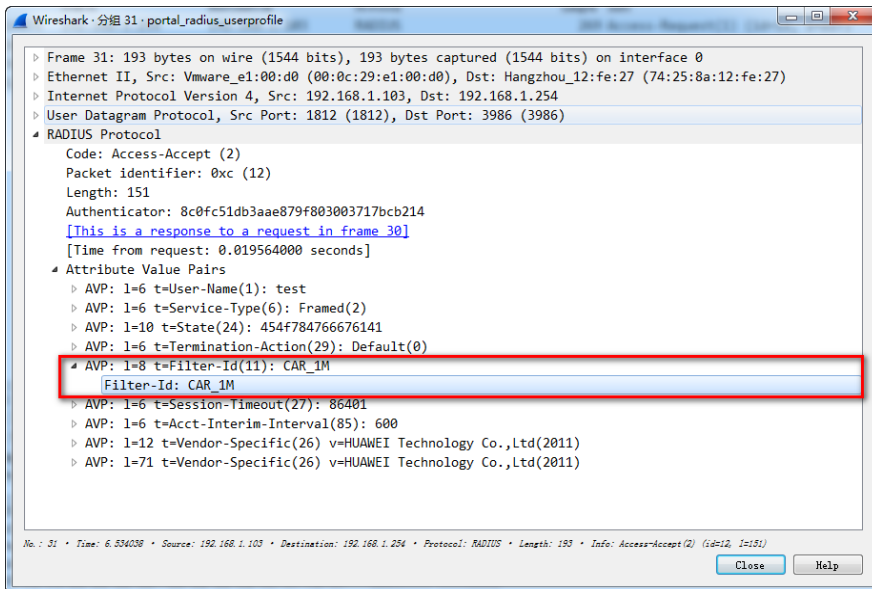 Wireshark · 分组 31 · portal_radius_userprofile
Frame 31: 193 bytes on wire (1544 bits), 193 bytes captured (1544 bits) on interface 0
Ethernet II, Src: Vmware_e1:00:d0 (00:0c:29:e1:00:d0), Dst: Hangzhou_12:fe:27 (74:25:8a:12:fe:27)
Internet Protocol Version 4, Src: 192.168.1.103, Dst: 192.168.1.254
User Datagram Protocol, Src Port: 1812 (1812), Dst Port: 3986 (3986)
RADIUS Protocol
Code: Access-Accept (2)
Packet identifier: 0xc (12)
Length: 151
Authenticator: 8c0fc51db3aae879f803003717bcb214
[This is a response to a request in frame 30]
[Time from request: 0.019564000 seconds]
Attribute Value Pairs
AVP: l=6 t=User-Name(1): test
AVP: l=6 t=Service-Type(6): Framed(2)
AVP: l=10 t=State(24): 454f784766676141
AVP: l=6 t=Termination-Action(29): Default(0)
AVP: l=8 t=Filter-Id(11): CAR_1M
Filter-Id: CAR_1M
AVP: l=6 t=Session-Timeout(27): 86401
AVP: l=6 t=Acct-Interim-Interval(85): 600
AVP: l=12 t=Vendor-Specific(26) v=HUAWEI Technology Co.,Ltd(2011)
AVP: l=71 t=Vendor-Specific(26) v=HUAWEI Technology Co.,Ltd(2011)
No.: 31 · Time: 6.534038 · Source: 192.168.1.103 · Destination: 192.168.1.254 · Protocol: RADIUS · Length: 193 · Info: Access-Accept(2) (id=12, l=151)
Close Help